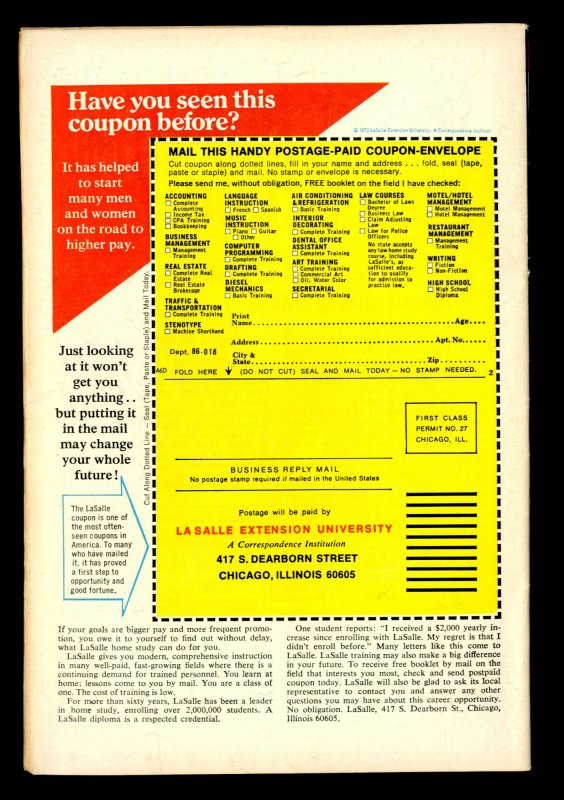 Have you seen this
coupon before?
© 1972 LaSalle Extension University. A Correspondence Institution
It has helped
to start
many men
and women
on the road to
higher pay.
MAIL THIS HANDY POSTAGE-PAID COUPON-ENVELOPE
Cut coupon along dotted lines, fill in your name and address . . . fold, seal (tape,
paste or staple) and mail. No stamp or envelope is necessary.
Please send me, without obligation, FREE booklet on the field I have checked:
ACCOUNTING
Complete
Accounting
Income Tax
CPA Training
Bookkeeping
BUSINESS
MANAGEMENT
Management
Training
REAL ESTATE
Complete Real
Estate
Real Estate
Brokerage
TRAFFIC &
TRANSPORTATION
Complete Training
STENOTYPE
Machine Shorthand
LANGUAGE
INSTRUCTION
French Spanish
MUSIC
INSTRUCTION
Piano Guitar
Other
COMPUTER
PROGRAMMING
Complete Training
DRAFTING
Complete Training
DIESEL
MECHANICS
Basic Training
AIR CONDITIONING
& REFRIGERATION
Basic Training
INTERIOR
DECORATING
Complete Training
DENTAL OFFICE
ASSISTANT
Complete Training
ART TRAINING
Complete Training
Commercial Art
Oil, Water Color
SECRETARIAL
Complete Training
LAW COURSES
Bachelor of Laws
Degree
Business Law
Claim Adjusting
Law
Law for Police
Officers
No state accepts
any law home study
course, including
LaSalle's, as
sufficient educa-
tion to qualify
for admission to
practice law.
MOTEL/HOTEL
MANAGEMENT
Motel Management
Hotel Management
RESTAURANT
MANAGEMENT
Management
Training
WRITING
Fiction
Non-Fiction
HIGH SCHOOL
High School
Diploma
Print
Name Age
Address Apt. No.
Dept. 86-018 City &
State Zip
46D FOLD HERE (DO NOT CUT) SEAL AND MAIL TODAY — NO STAMP NEEDED. 2
Cut Along Dotted Line — Seal (Tape, Paste or Staple) and Mail Today.
Just looking
at it won't
get you
anything . .
but putting it
in the mail
may change
your whole
future!
The LaSalle
coupon is one of
the most often-
seen coupons in
America. To many
who have mailed
it, it has proved
a first step to
opportunity and
good fortune.
FIRST CLASS
PERMIT NO. 27
CHICAGO, ILL.
BUSINESS REPLY MAIL
No postage stamp required if mailed in the United States
Postage will be paid by
LA SALLE EXTENSION UNIVERSITY
A Correspondence Institution
417 S. DEARBORN STREET
CHICAGO, ILLINOIS 60605
If your goals are bigger pay and more frequent promo-
tion, you owe it to yourself to find out without delay,
what LaSalle home study can do for you.
LaSalle gives you modern, comprehensive instruction
in many well-paid, fast-growing fields where there is a
continuing demand for trained personnel. You learn at
home; lessons come to you by mail. You are a class of
one. The cost of training is low.
For more than sixty years, LaSalle has been a leader
in home study, enrolling over 2,000,000 students. A
LaSalle diploma is a respected credential.
One student reports: "I received a $2,000 yearly in-
crease since enrolling with LaSalle. My regret is that I
didn't enroll before." Many letters like this come to
LaSalle. LaSalle training may also make a big difference
in your future. To receive free booklet by mail on the
field that interests you most, check and send postpaid
coupon today. LaSalle will also be glad to ask its local
representative to contact you and answer any other
questions you may have about this career opportunity.
No obligation. LaSalle, 417 S. Dearborn St., Chicago,
Illinois 60605.